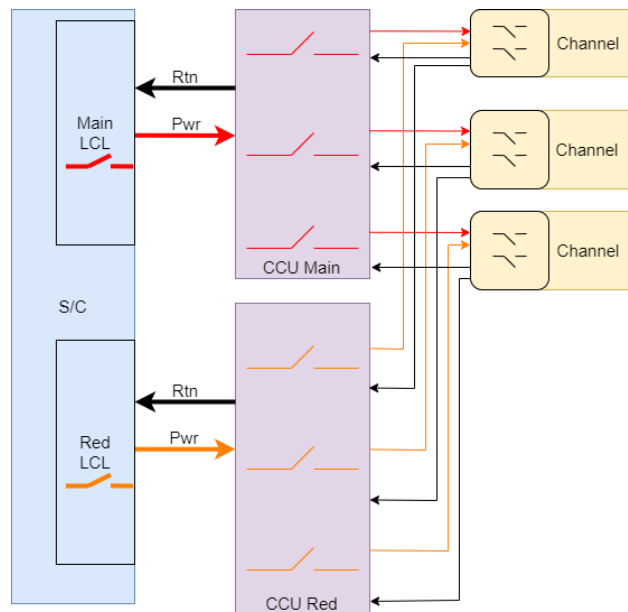 Rtn
Channel
Main
LCL
Pwr
Channel
Channel
CCU Main
S/C
Rtn
Red
LCL
Pwr
CCU Red